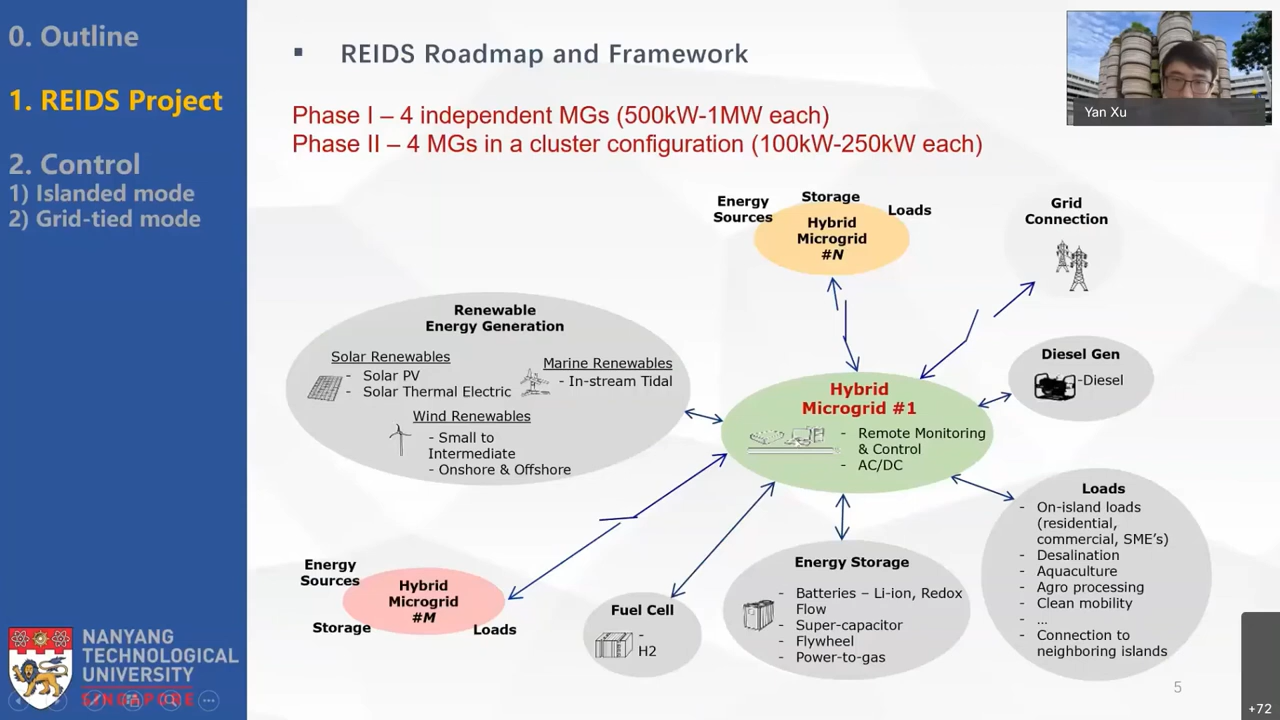 0. Outline
1. REIDS Project
2. Control
1) Islanded mode
2) Grid-tied mode
▪ REIDS Roadmap and Framework
Phase I – 4 independent MGs (500kW-1MW each)
Phase II – 4 MGs in a cluster configuration (100kW-250kW each)
Yan Xu
Energy
Sources
Storage
Loads
Hybrid
Microgrid
#N
Grid
Connection
Renewable
Energy Generation
Solar Renewables
- Solar PV
- Solar Thermal Electric
Marine Renewables
- In-stream Tidal
Wind Renewables
- Small to
Intermediate
- Onshore & Offshore
Diesel Gen
-Diesel
Hybrid
Microgrid #1
- Remote Monitoring
& Control
- AC/DC
Loads
- On-island loads
(residential,
commercial, SME's)
- Desalination
- Aquaculture
- Agro processing
- Clean mobility
- ...
- Connection to
neighboring islands
Energy
Sources
Hybrid
Microgrid
#M
Storage
Loads
Fuel Cell
-
H2
Energy Storage
- Batteries – Li-ion, Redox
Flow
- Super-capacitor
- Flywheel
- Power-to-gas
NANYANG
TECHNOLOGICAL
UNIVERSITY
SINGAPORE
5
+72